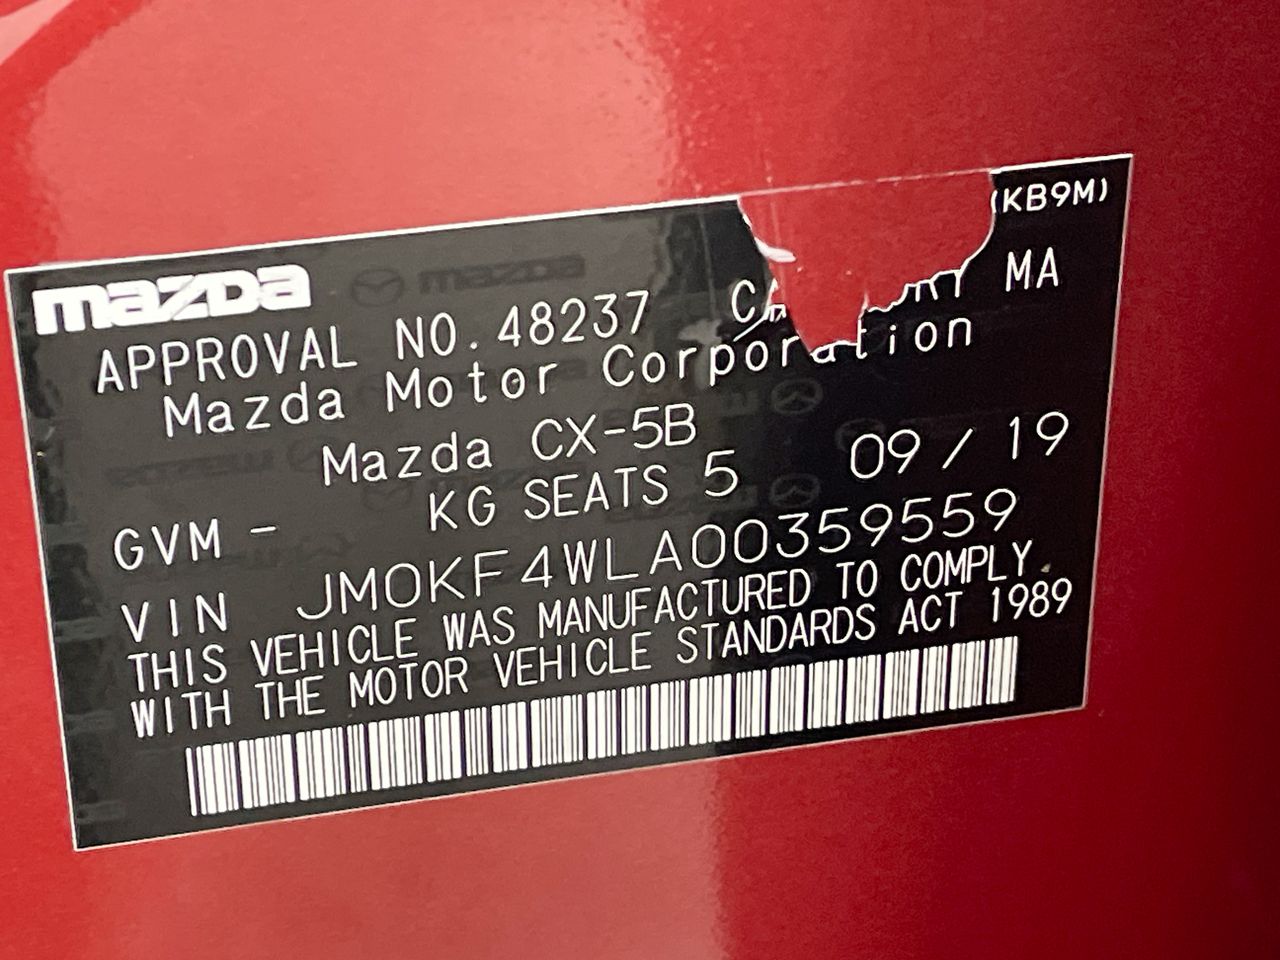 (KB9M)
mazda
APPROVAL NO. 48237 MA
Mazda Motor Corporation
Mazda CX-5B 09 / 19
GVM - KG SEATS 5
VIN JM0KF4WLA00359559
THIS VEHICLE WAS MANUFACTURED TO COMPLY
WITH THE MOTOR VEHICLE STANDARDS ACT 1989